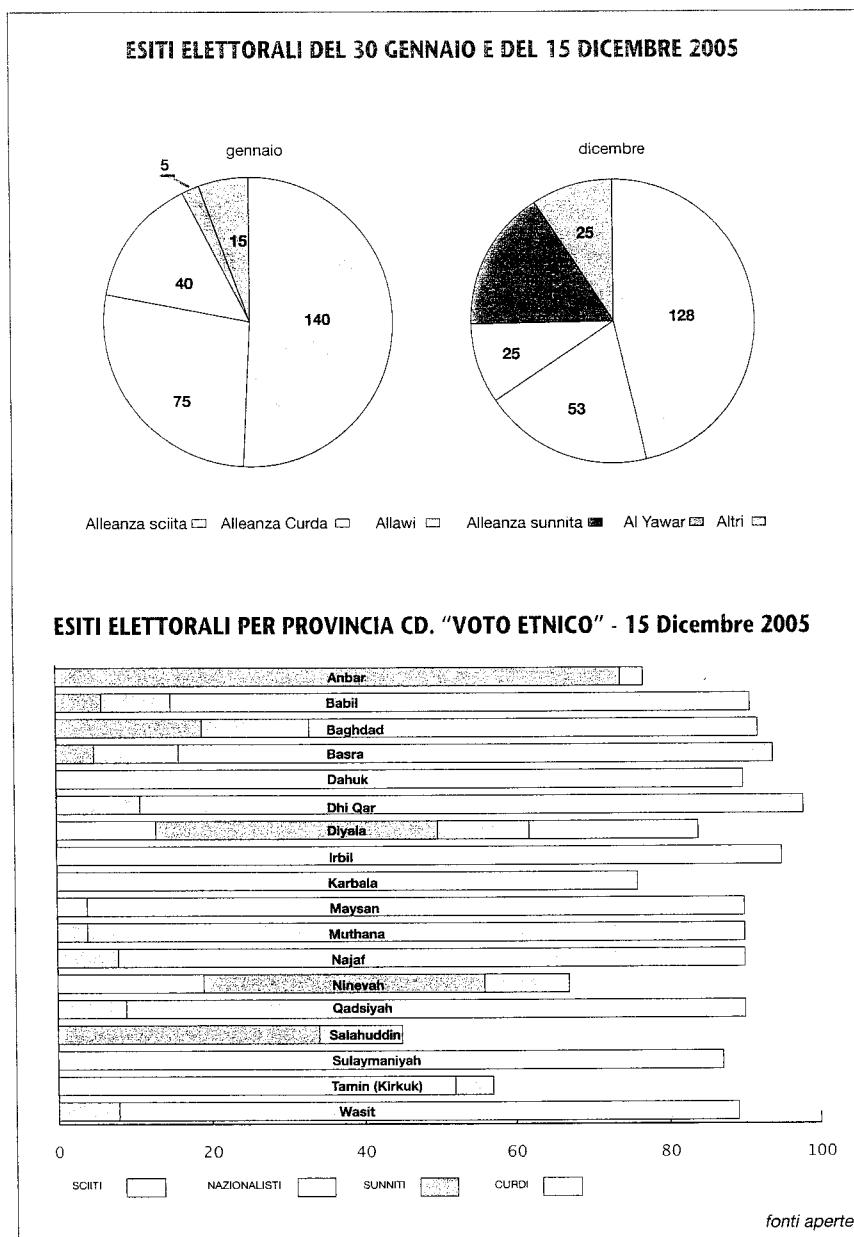 ESITI ELETTORALI DEL 30 GENNAIO E DEL 15 DICEMBRE 2005
gennaio
dicembre
5
15
40
140
75
25
128
25
53
Alleanza sciita Alleanza Curda Allawi Alleanza sunnita Al Yawar Altri
ESITI ELETTORALI PER PROVINCIA CD. "VOTO ETNICO" - 15 Dicembre 2005
Anbar
Babil
Baghdad
Basra
Dahuk
Dhi Qar
Diyala
Irbil
Karbala
Maysan
Muthana
Najaf
Ninevah
Qadsiyah
Salahuddin
Sulaymaniyah
Tamin (Kirkuk)
Wasit
0 20 40 60 80 100
SCIITI NAZIONALISTI SUNNITI CURDI
fonti aperte